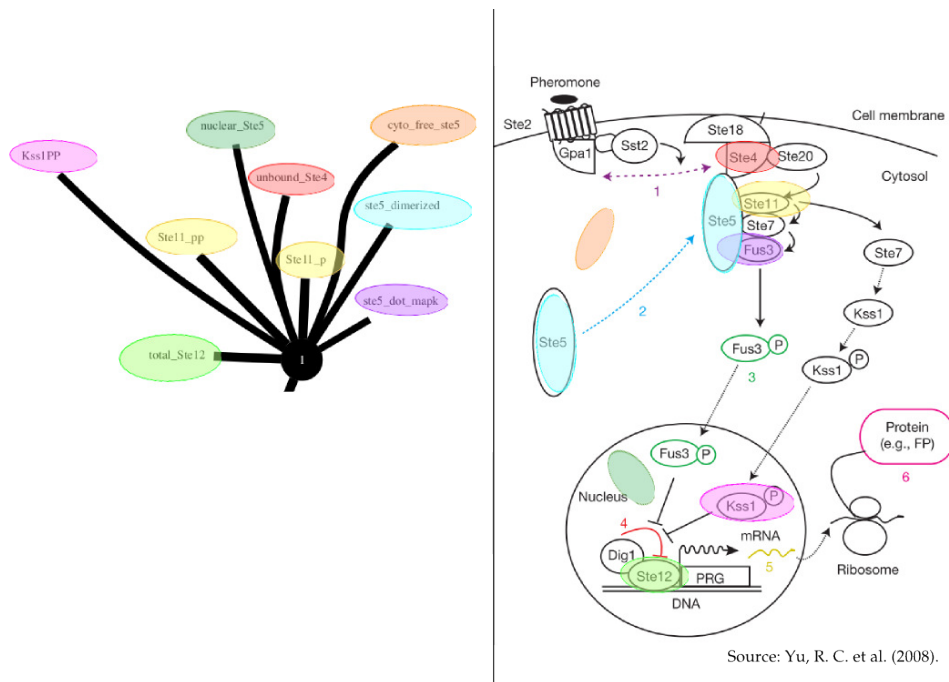 nuclear_Ste5
cyto_free_ste5
Kss1PP
unbound_Ste4
ste5_dimerized
Ste11_pp
Ste11_p
ste5_dot_mapk
total_Ste12
1
Pheromone
Ste2
Cell membrane
Ste18
Gpa1
Sst2
Ste4
Ste20
Cytosol
1
Ste11
Ste5
Ste7
Fus3
Ste7
2
Kss1
Ste5
Fus3
P
Kss1
P
3
Protein
(e.g., FP)
6
Fus3
P
Nucleus
Kss1
P
4
mRNA
Dig1
5
Ribosome
Ste12
PRG
DNA
Source: Yu, R. C. et al. (2008).